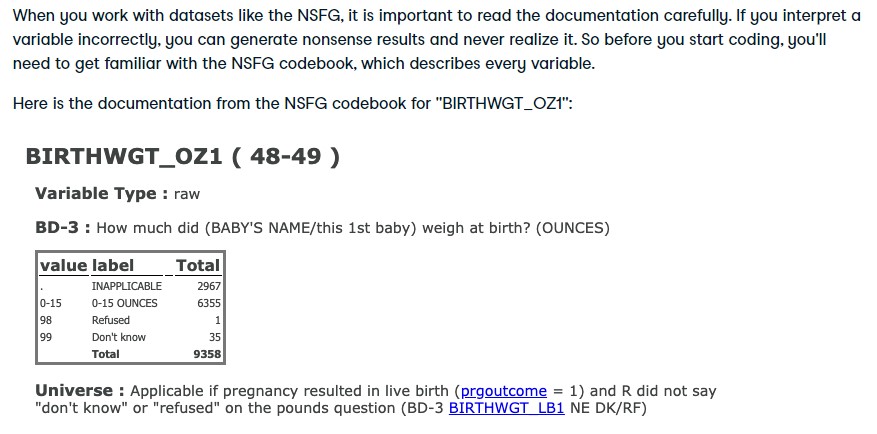 When you work with datasets like the NSFG, it is important to read the documentation carefully. If you interpret a
variable incorrectly, you can generate nonsense results and never realize it. So before you start coding, you'll
need to get familiar with the NSFG codebook, which describes every variable.
Here is the documentation from the NSFG codebook for "BIRTHWGT_OZ1":
BIRTHWGT_OZ1 ( 48-49 )
Variable Type : raw
BD-3 : How much did (BABY'S NAME/this 1st baby) weigh at birth? (OUNCES)
value label Total
. INAPPLICABLE 2967
0-15 0-15 OUNCES 6355
98 Refused 1
99 Don't know 35
Total 9358
Universe : Applicable if pregnancy resulted in live birth (prgoutcome = 1) and R did not say
"don't know" or "refused" on the pounds question (BD-3 BIRTHWGT_LB1 NE DK/RF)